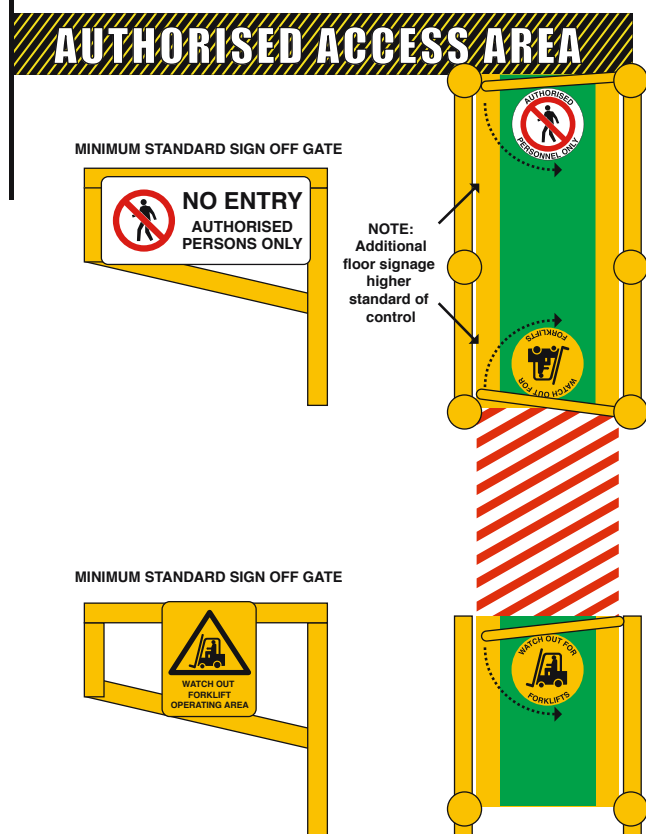 AUTHORISED ACCESS AREA
MINIMUM STANDARD SIGN OFF GATE
NO ENTRY
AUTHORISED
PERSONS ONLY
NOTE:
Additional
floor signage
higher
standard of
control
AUTHORISED
PERSONNEL ONLY
WATCH OUT FOR
FORKLIFTS
MINIMUM STANDARD SIGN OFF GATE
WATCH OUT
FORKLIFT
OPERATING AREA
WATCH OUT FOR
FORKLIFTS